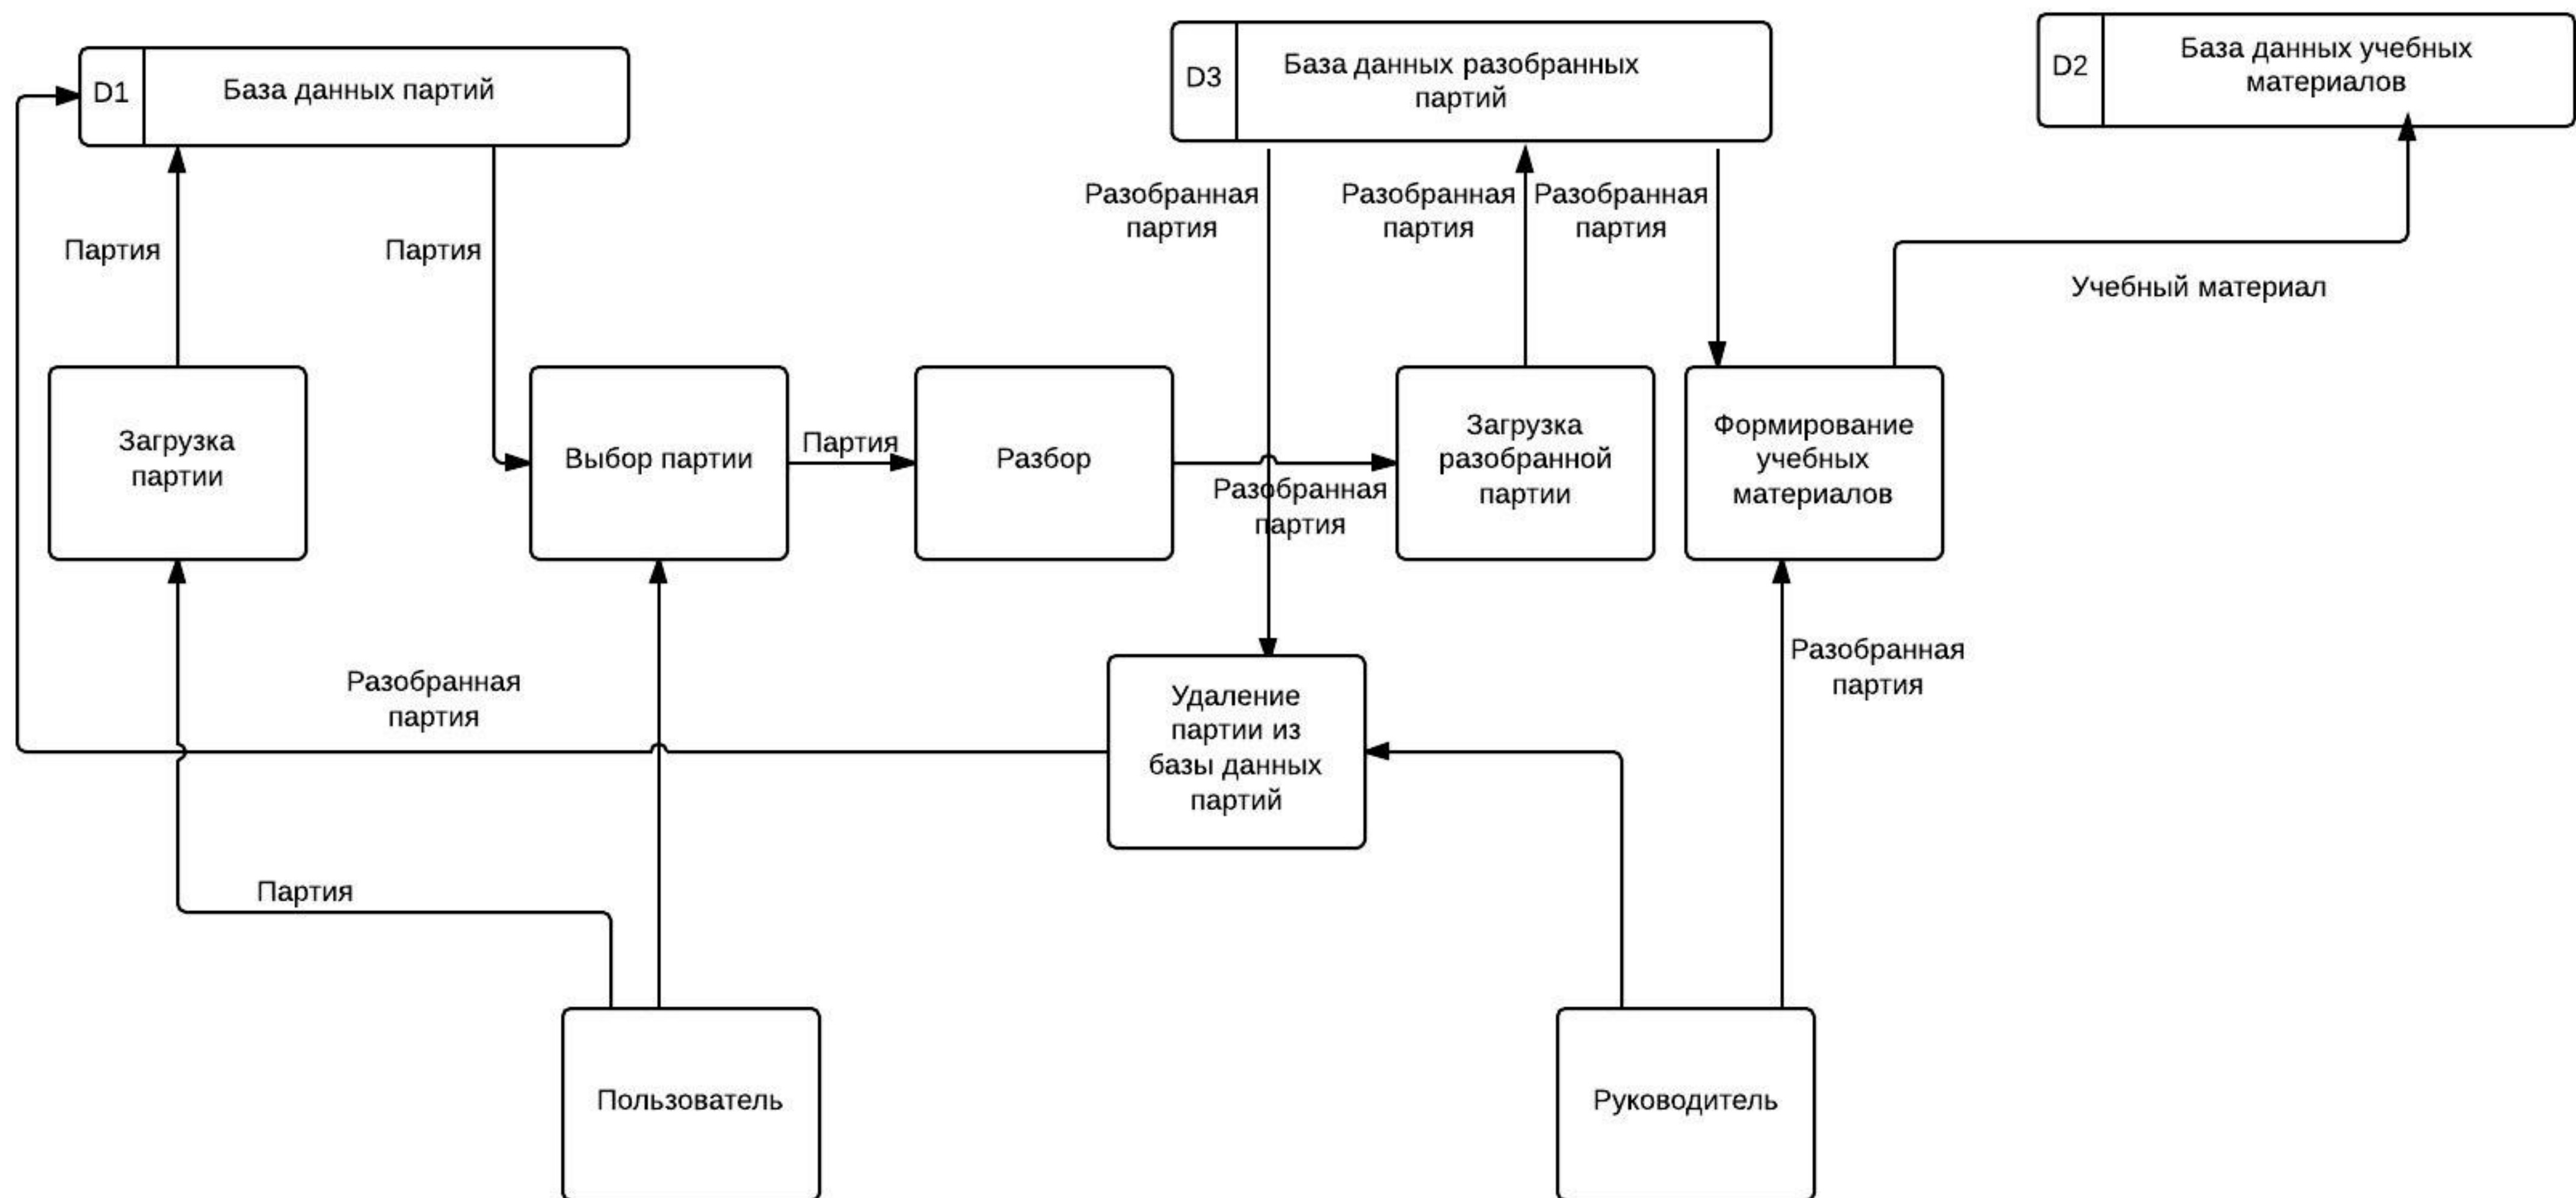 D1
База данных партий
D3
База данных разобранных
партий
D2
База данных учебных
материалов
Партия
Партия
Разобранная
партия
Разобранная
партия
Разобранная
партия
Учебный материал
Загрузка
партии
Выбор партии
Партия
Разбор
Разобранная
партия
Загрузка
разобранной
партии
Формирование
учебных
материалов
Разобранная
партия
Удаление
партии из
базы данных
партий
Разобранная
партия
Партия
Пользователь
Руководитель